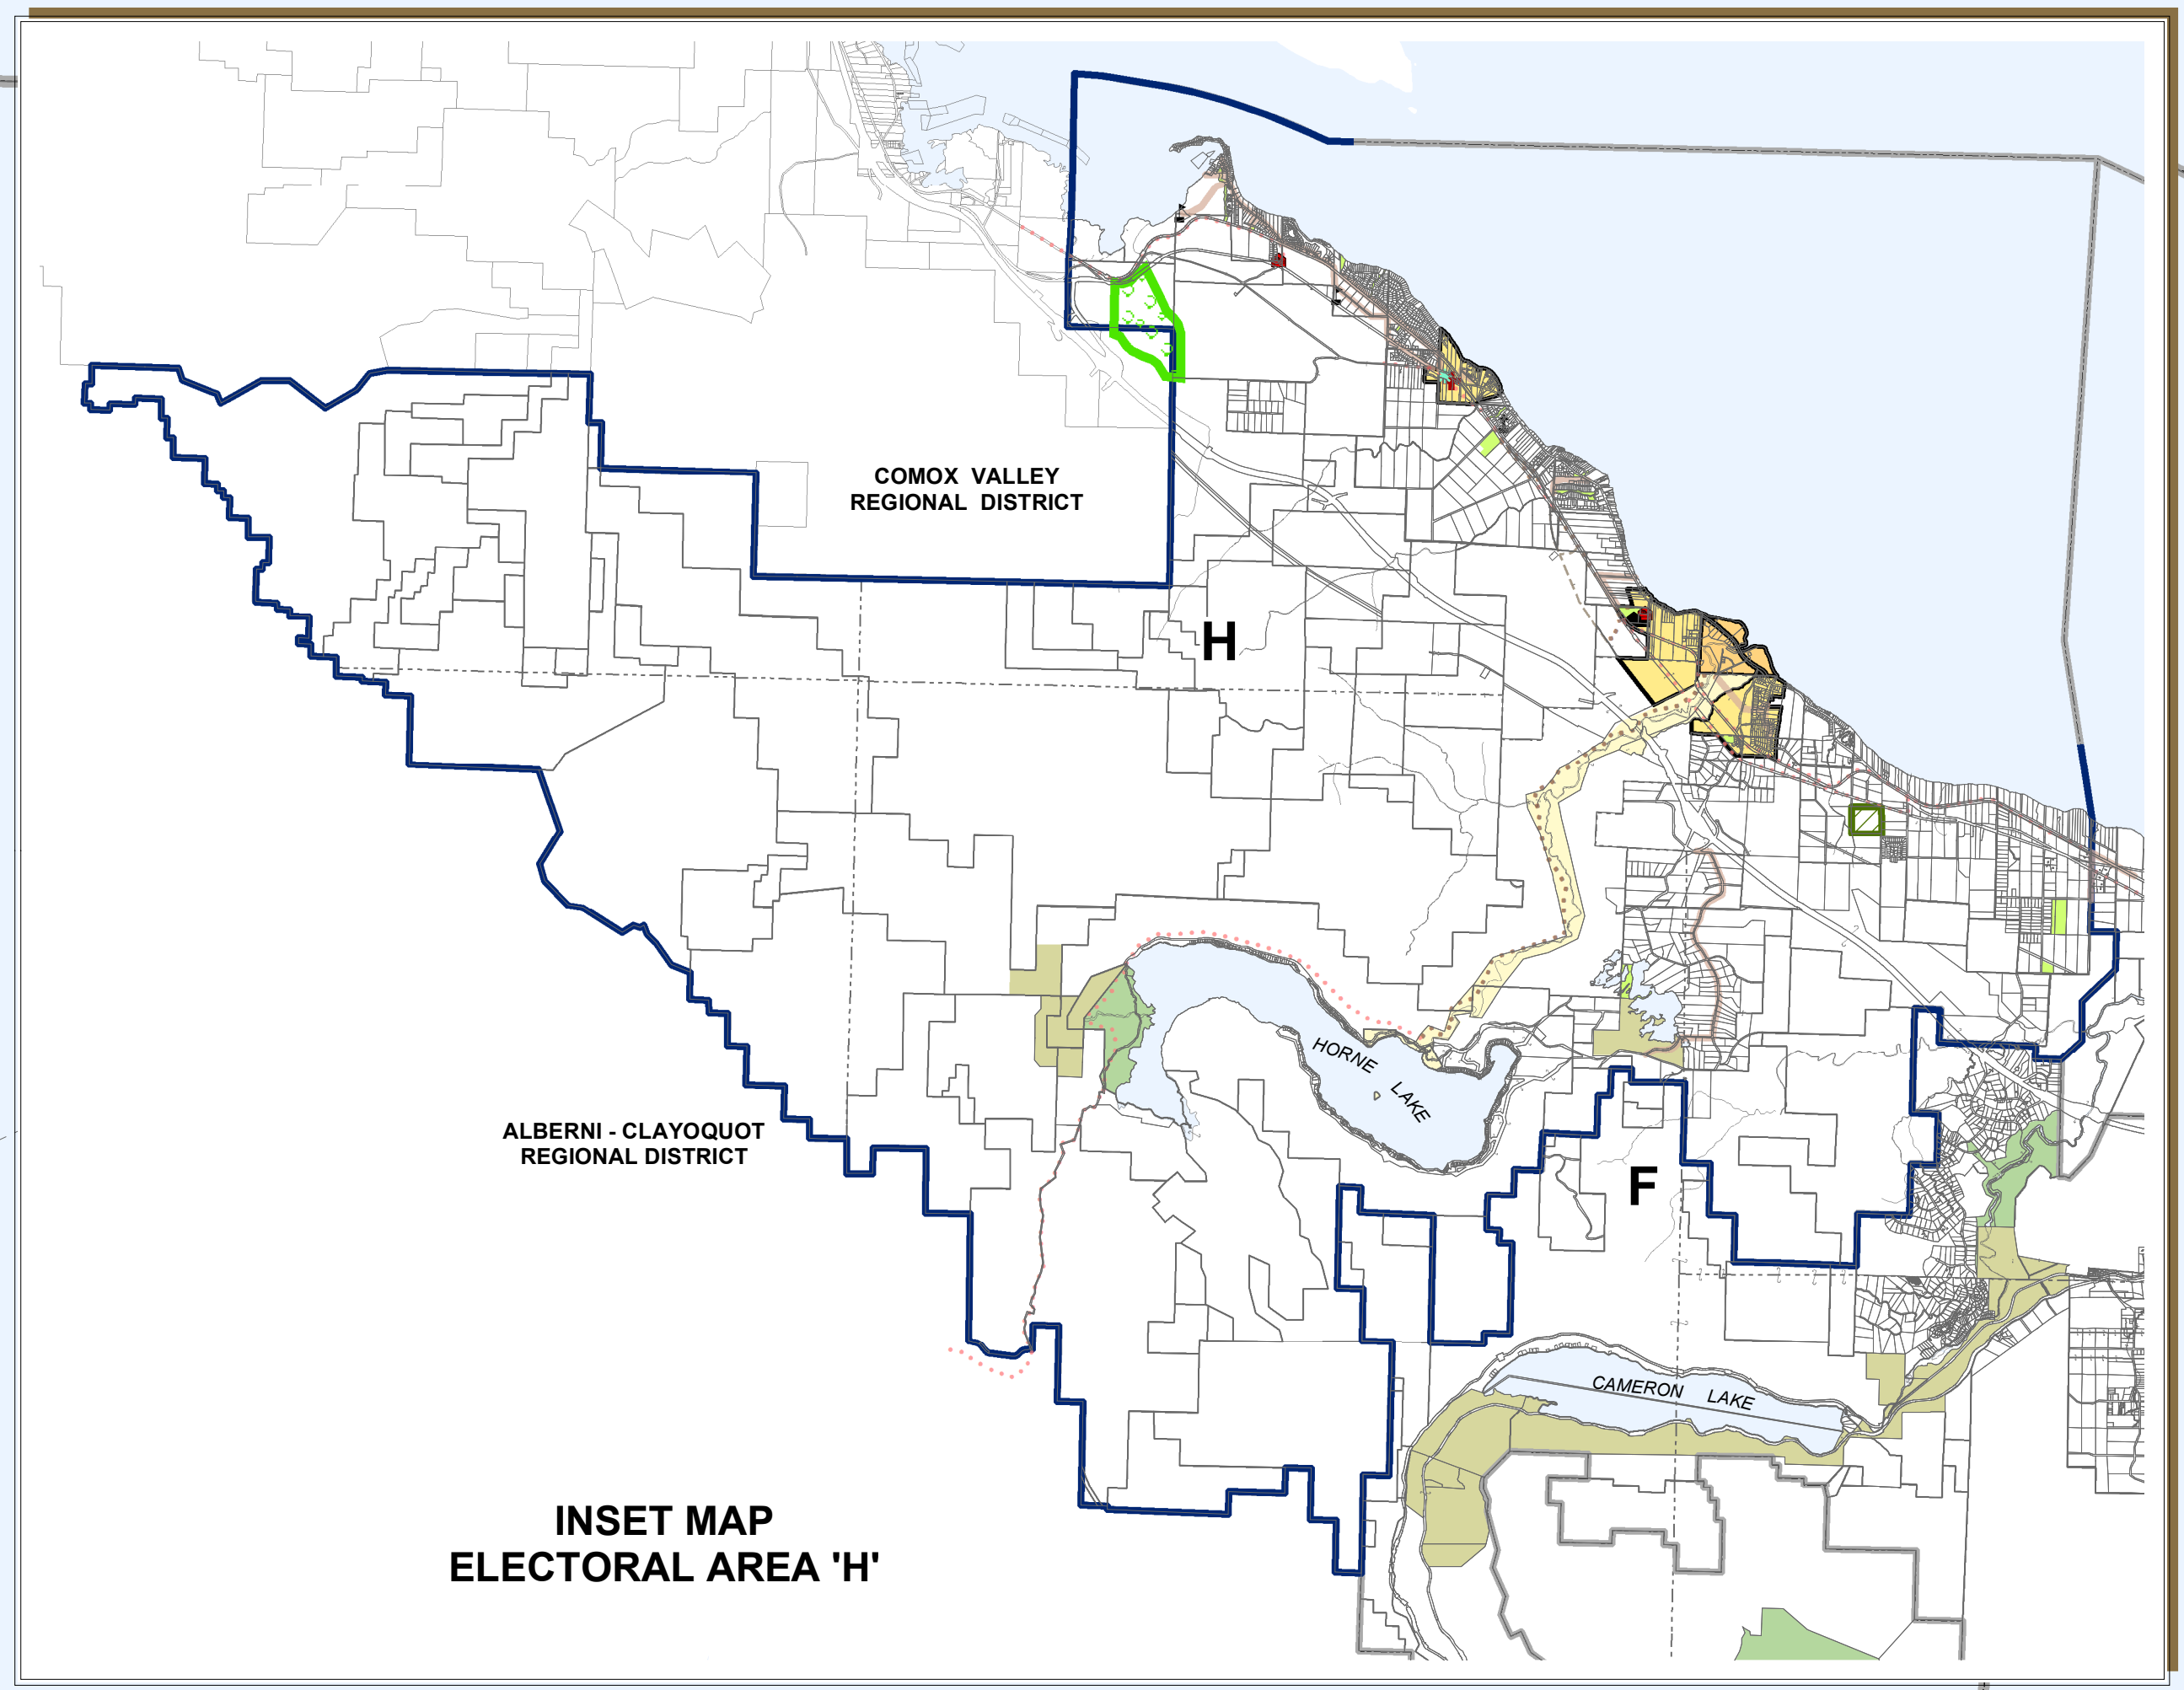 COMOX VALLEY
REGIONAL DISTRICT
H
HORNE LAKE
ALBERNI - CLAYOQUOT
REGIONAL DISTRICT
F
CAMERON LAKE
INSET MAP
ELECTORAL AREA 'H'